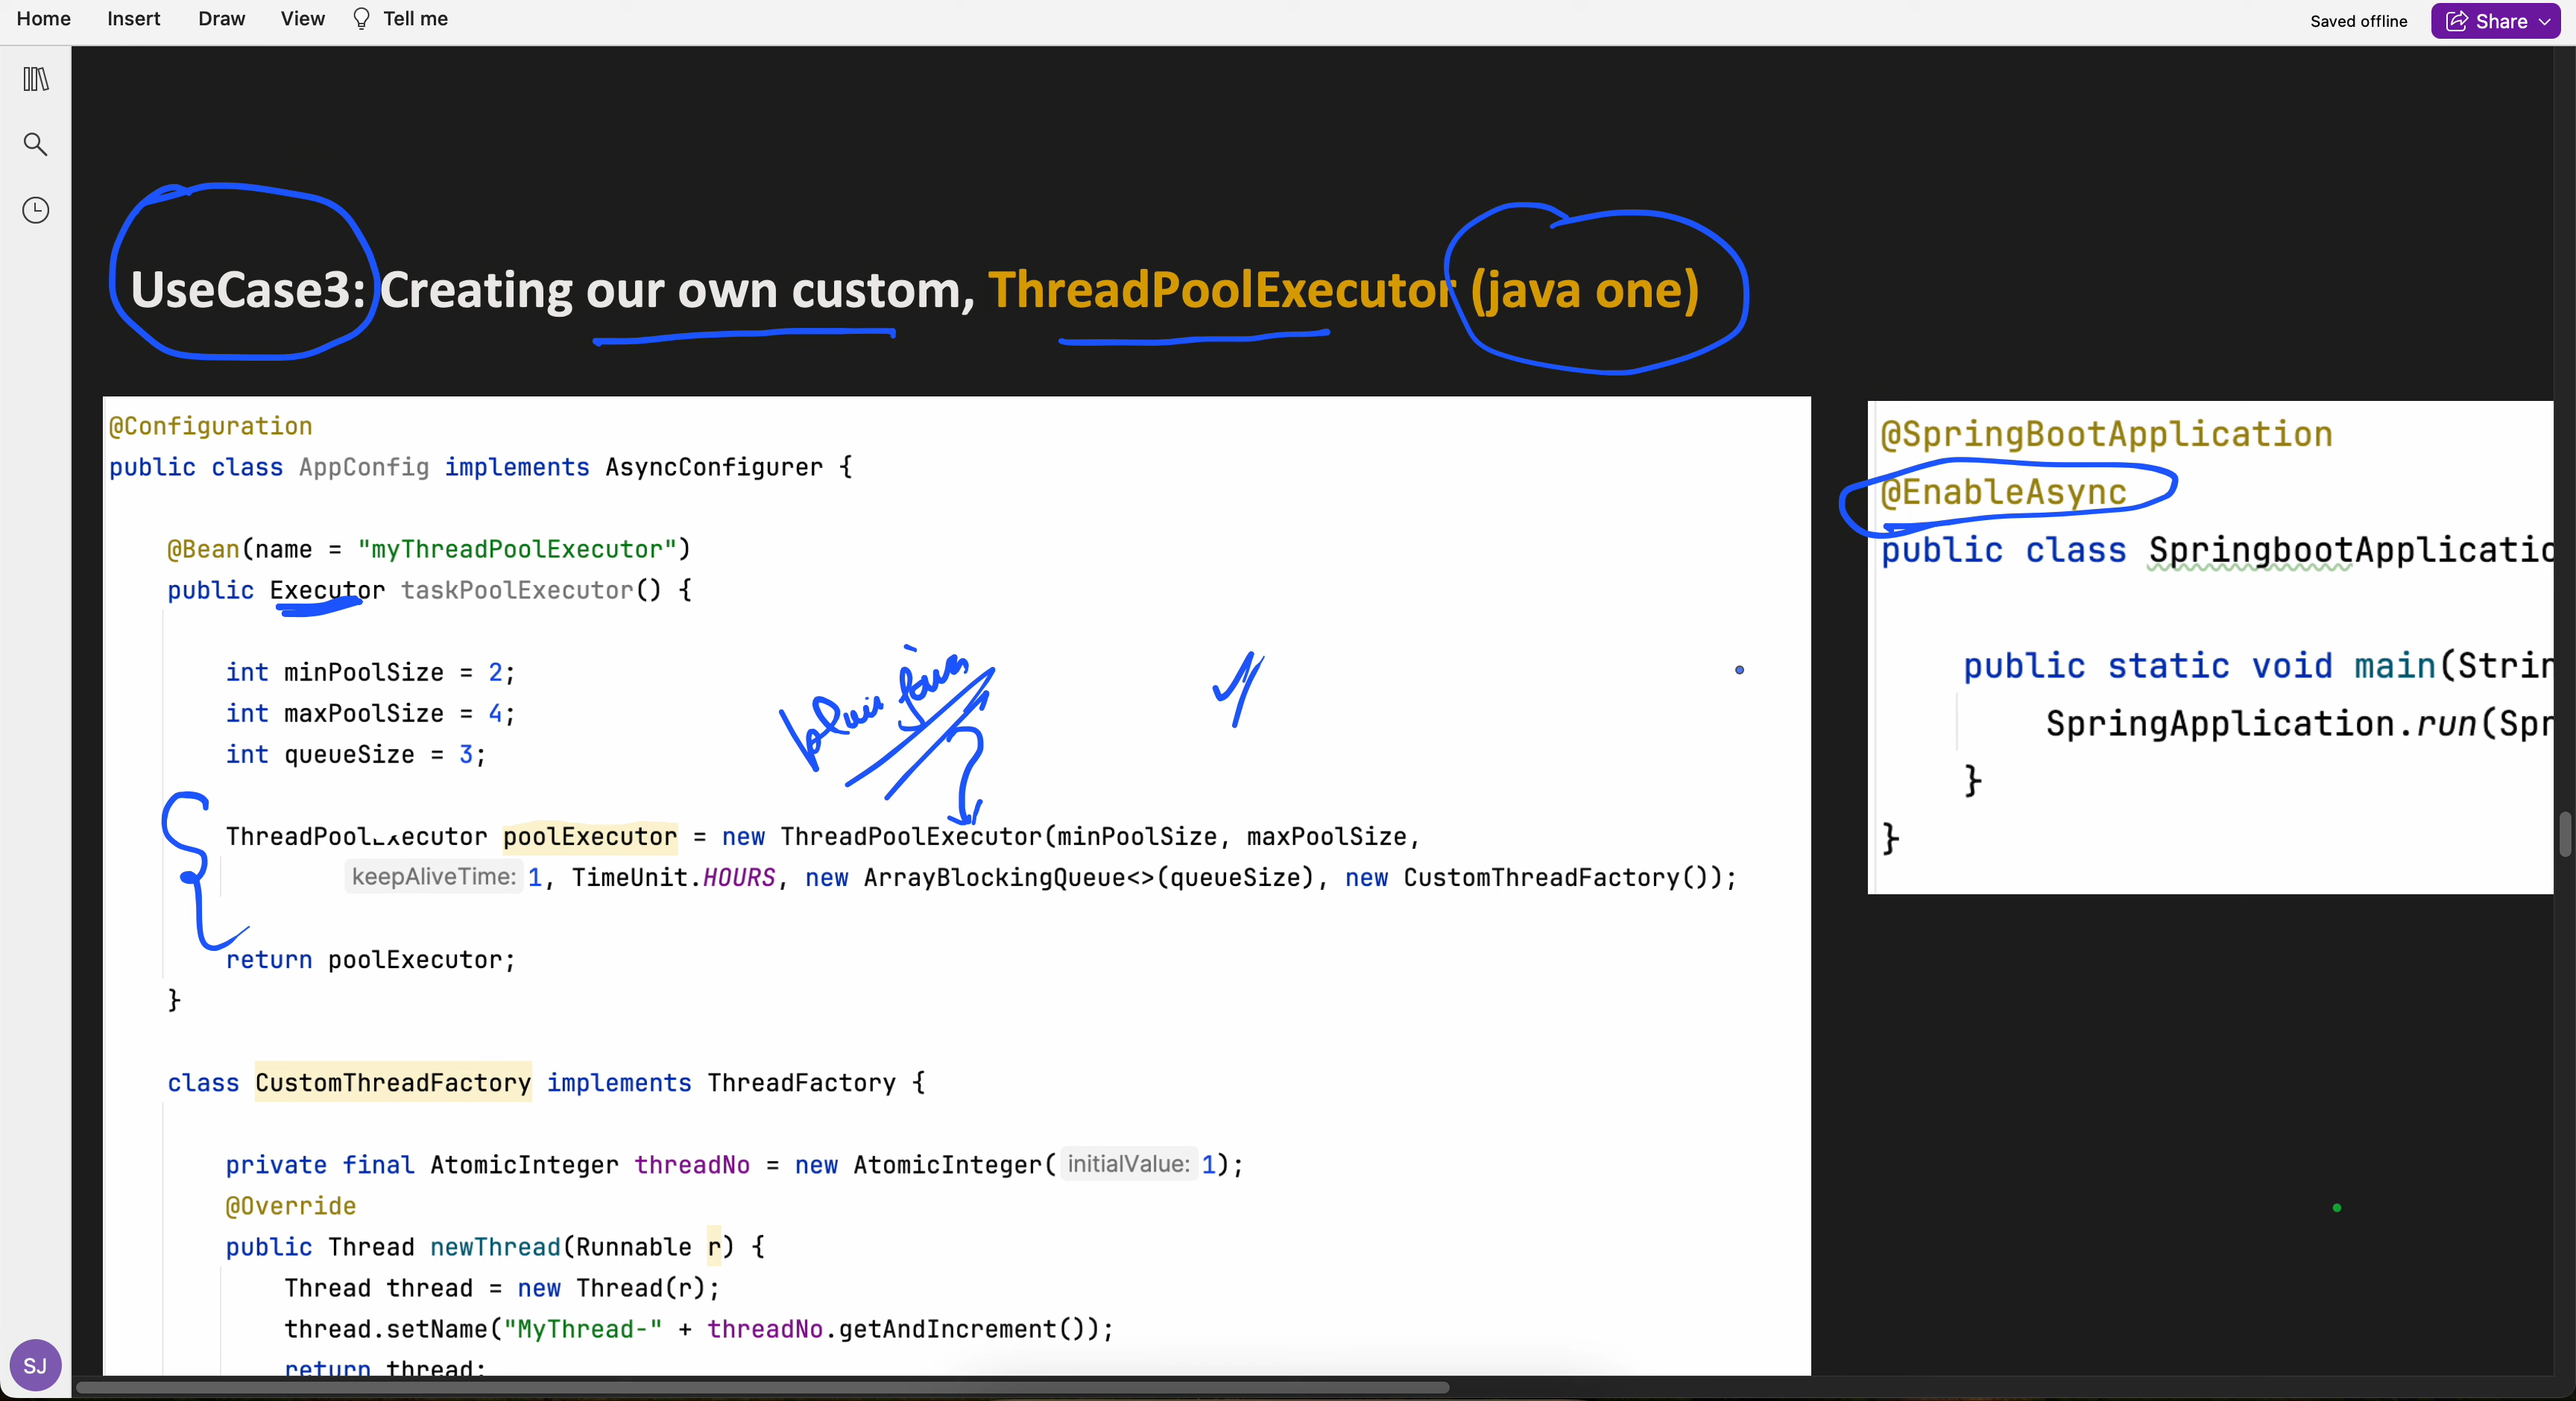 Home Insert Draw View Tell me Saved offline Share
UseCase3: Creating our own custom, ThreadPoolExecutor (java one)
@Configuration
public class AppConfig implements AsyncConfigurer {
@Bean(name = "myThreadPoolExecutor")
public Executor taskPoolExecutor() {
int minPoolSize = 2;
int maxPoolSize = 4;
int queueSize = 3;
plain java
ThreadPoolExecutor poolExecutor = new ThreadPoolExecutor(minPoolSize, maxPoolSize,
keepAliveTime: 1, TimeUnit.HOURS, new ArrayBlockingQueue<>(queueSize), new CustomThreadFactory());
return poolExecutor;
}
class CustomThreadFactory implements ThreadFactory {
private final AtomicInteger threadNo = new AtomicInteger( initialValue: 1);
@Override
public Thread newThread(Runnable r) {
Thread thread = new Thread(r);
thread.setName("MyThread-" + threadNo.getAndIncrement());
return thread;
@SpringBootApplication
@EnableAsync
public class SpringbootApplicatio
public static void main(Strin
SpringApplication.run(Spr
}
}
SJ